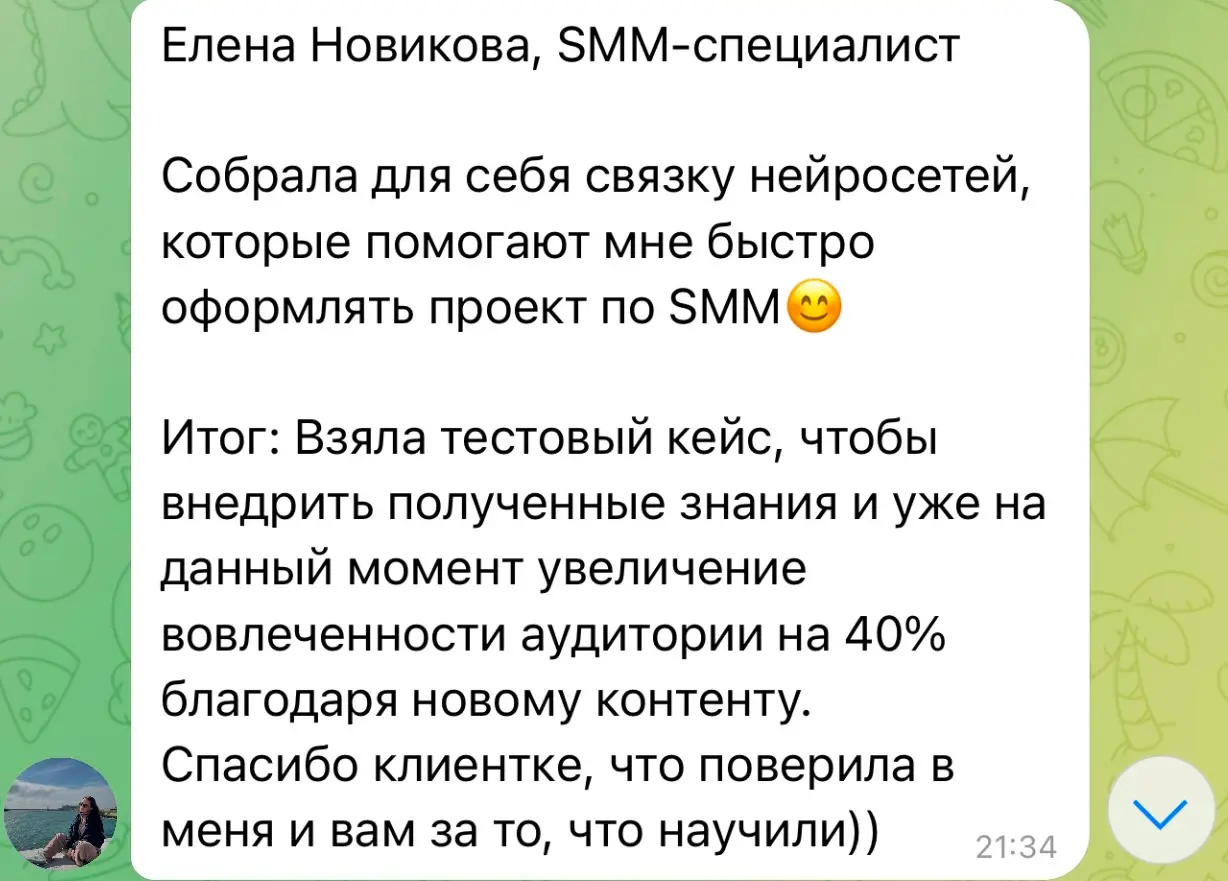 Елена Новикова, SMM-специалист
Собрала для себя связку нейросетей,
которые помогают мне быстро
оформлять проект по SMM😊
Итог: Взяла тестовый кейс, чтобы
внедрить полученные знания и уже на
данный момент увеличение
вовлеченности аудитории на 40%
благодаря новому контенту.
Спасибо клиентке, что поверила в
меня и вам за то, что научили))
21:34